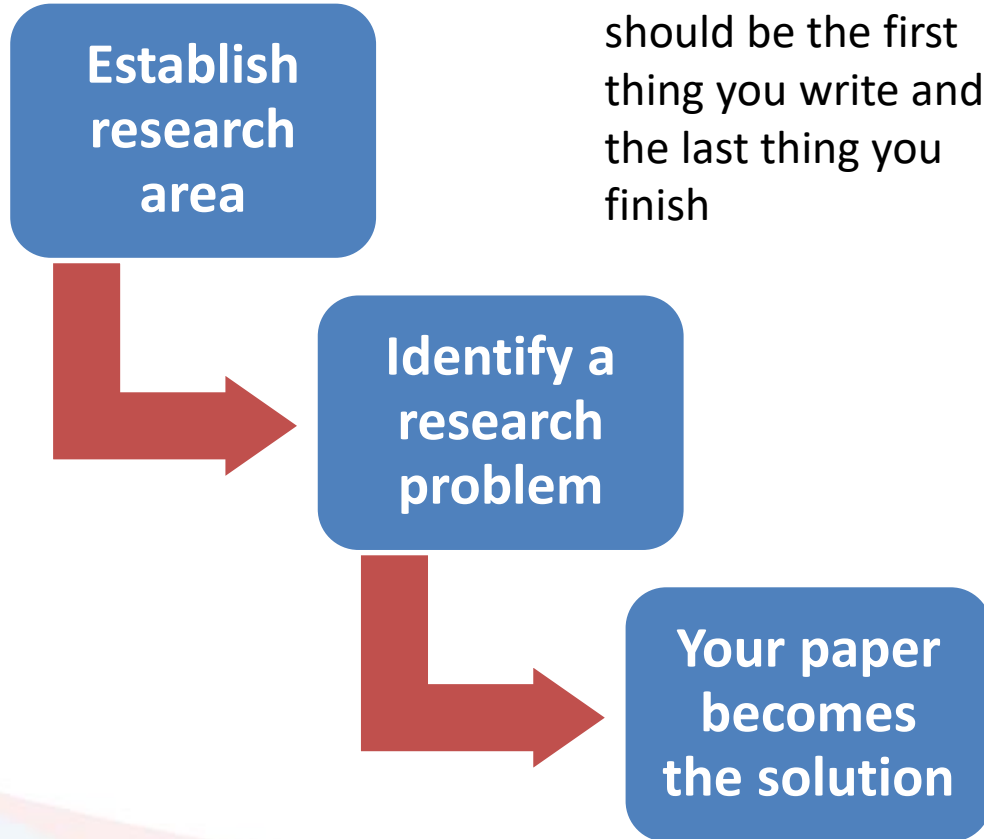 Establish
research
area
should be the first
thing you write and
the last thing you
finish
Identify a
research
problem
Your paper
becomes
the solution